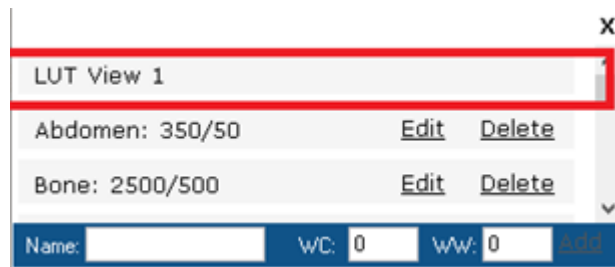 X
LUT View 1
Abdomen: 350/50 Edit Delete
Bone: 2500/500 Edit Delete
Name: WC: 0 WW: 0 Add